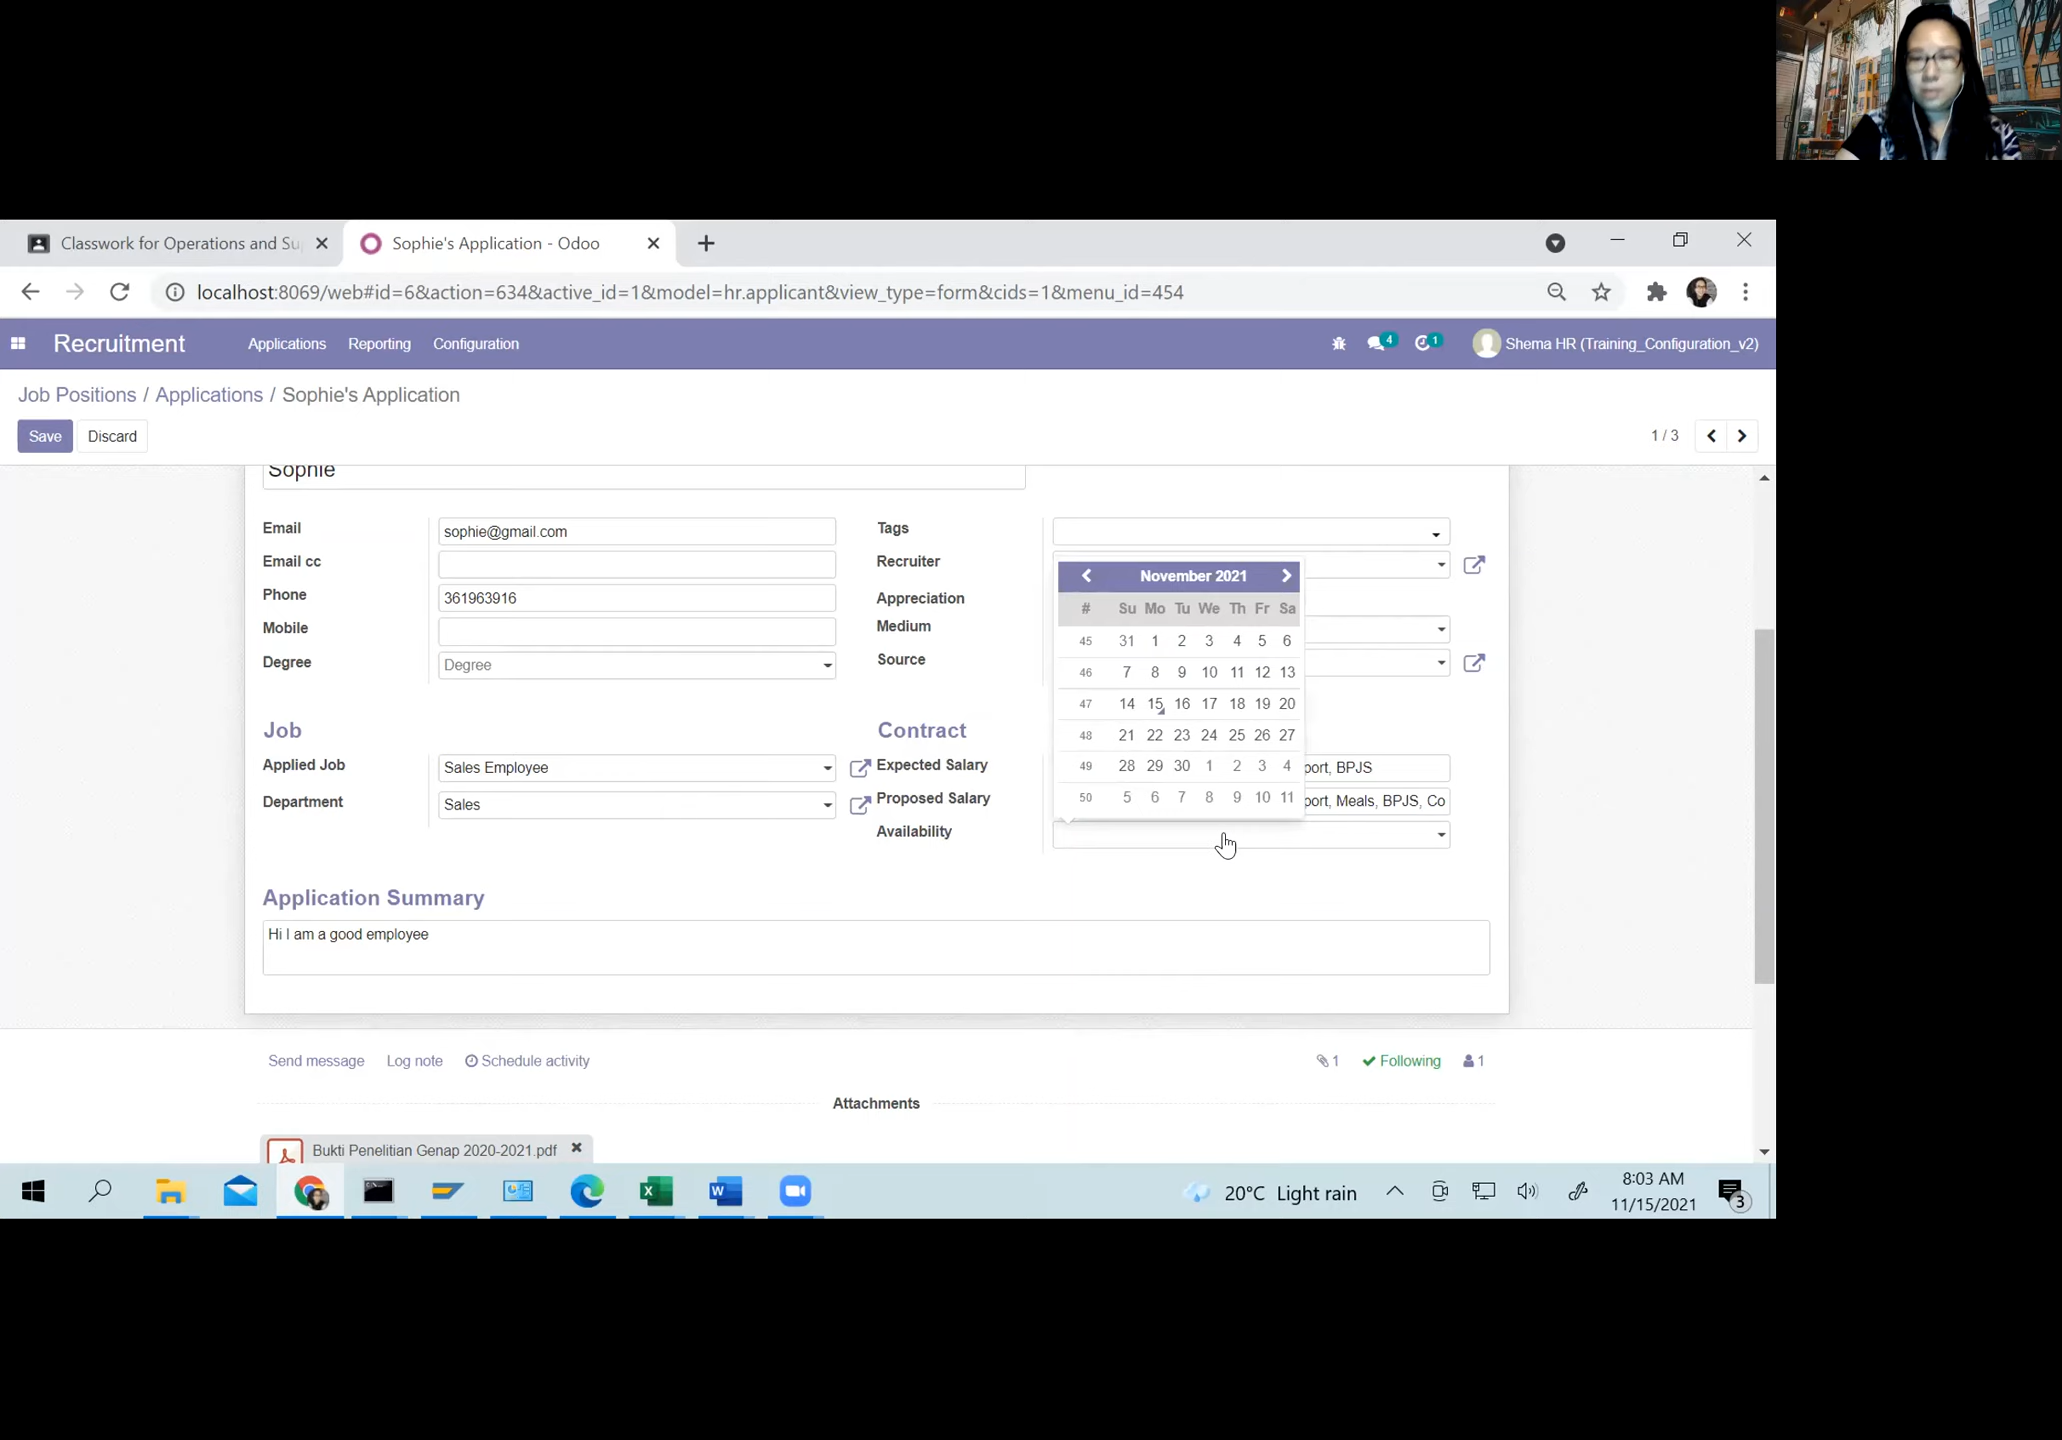 Classwork for Operations and Su
Sophie's Application - Odoo
localhost:8069/web#id=6&action=634&active_id=1&model=hr.applicant&view_type=form&cids=1&menu_id=454
Recruitment Applications Reporting Configuration 4 1 Shema HR (Training_Configuration_v2)
Job Positions / Applications / Sophie's Application
Save Discard 1 / 3
Sophie
Email sophie@gmail.com
Email cc
Phone 361963916
Mobile
Degree Degree
Tags
Recruiter
Appreciation
Medium
Source
November 2021
# Su Mo Tu We Th Fr Sa
45 31 1 2 3 4 5 6
46 7 8 9 10 11 12 13
47 14 15 16 17 18 19 20
48 21 22 23 24 25 26 27
49 28 29 30 1 2 3 4
50 5 6 7 8 9 10 11
Job
Applied Job Sales Employee
Department Sales
Contract
Expected Salary port, BPJS
Proposed Salary port, Meals, BPJS, Co
Availability
Application Summary
Hi I am a good employee
Send message Log note Schedule activity 1 Following 1
Attachments
Bukti Penelitian Genap 2020-2021.pdf
20°C Light rain
8:03 AM
11/15/2021
3